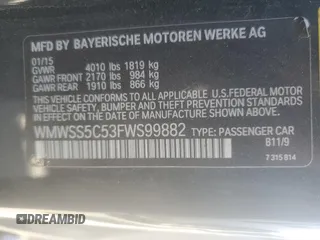 MFD BY BAYERISCHE MOTOREN WERKE AG
01/15
GVWR 4010 lbs 1819 kg
GAWR FRONT 2170 lbs 984 kg
GAWR REAR 1910 lbs 866 kg
THIS VEHICLE CONFORMS TO ALL APPLICABLE U.S. FEDERAL MOTOR
VEHICLE SAFETY, BUMPER, AND THEFT PREVENTION STANDARDS IN
EFFECT ON THE DATE OF MANUFACTURE SHOWN ABOVE.
WMWSS5C53FWS99882 TYPE: PASSENGER CAR
B11/9
7 315 814
DREAMBID